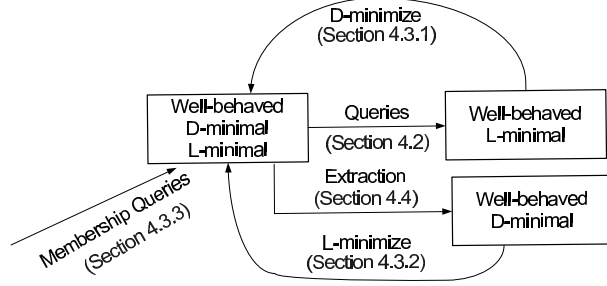 D-minimize
(Section 4.3.1)
Well-behaved
D-minimal
L-minimal
Queries
(Section 4.2)
Well-behaved
L-minimal
Extraction
(Section 4.4)
Well-behaved
D-minimal
Membership Queries
(Section 4.3.3)
L-minimize
(Section 4.3.2)